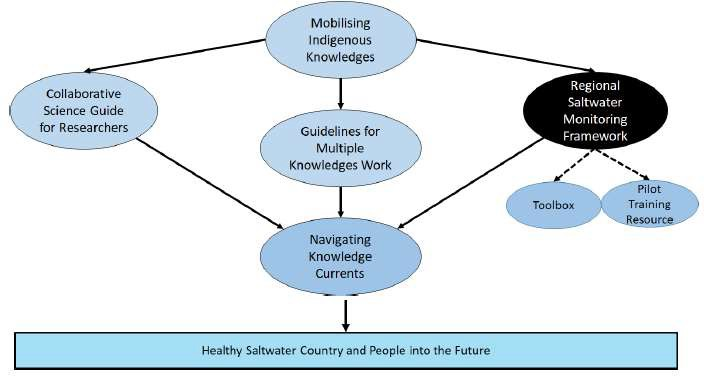 Mobilising
Indigenous
Knowledges
Collaborative
Science Guide
for Researchers
Guidelines for
Multiple
Knowledges Work
Regional
Saltwater
Monitoring
Framework
Toolbox
Pilot
Training
Resource
Navigating
Knowledge
Currents
Healthy Saltwater Country and People into the Future